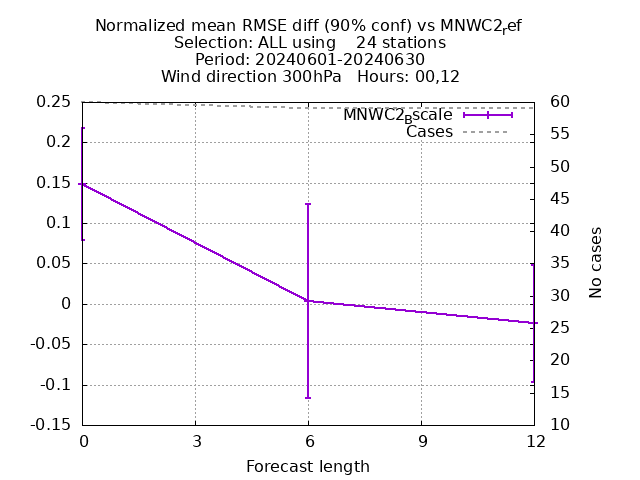 Normalized mean RMSE diff (90% conf) vs MNWC2ref
Selection: ALL using    24 stations
Period: 20240601-20240630
Wind direction 300hPa   Hours: 00,12
MNWC2Bscale
Cases
0.25
0.2
0.15
0.1
0.05
0
-0.05
-0.1
-0.15
60
55
50
45
40
35
30
25
20
15
10
No cases
0 3 6 9 12
Forecast length